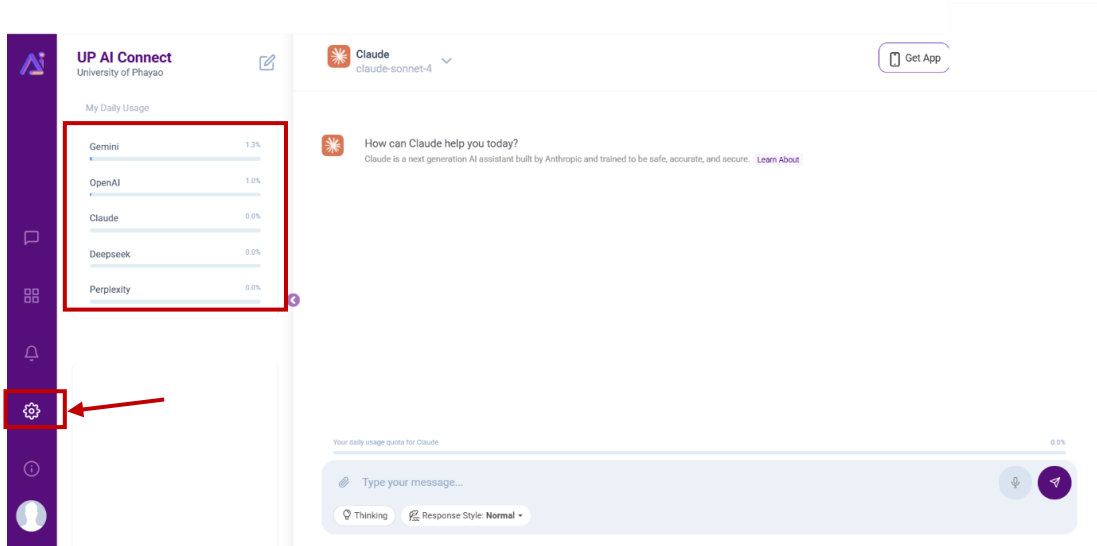 UP AI Connect
University of Phayao
My Daily Usage
Gemini 1.3%
OpenAI 1.0%
Claude 0.0%
Deepseek 0.0%
Perplexity 0.0%
Claude
claude-sonnet-4
Get App
How can Claude help you today?
Claude is a next generation AI assistant built by Anthropic and trained to be safe, accurate, and secure. Learn About
Your daily usage quota for Claude 0.0%
Type your message...
Thinking
Response Style: Normal